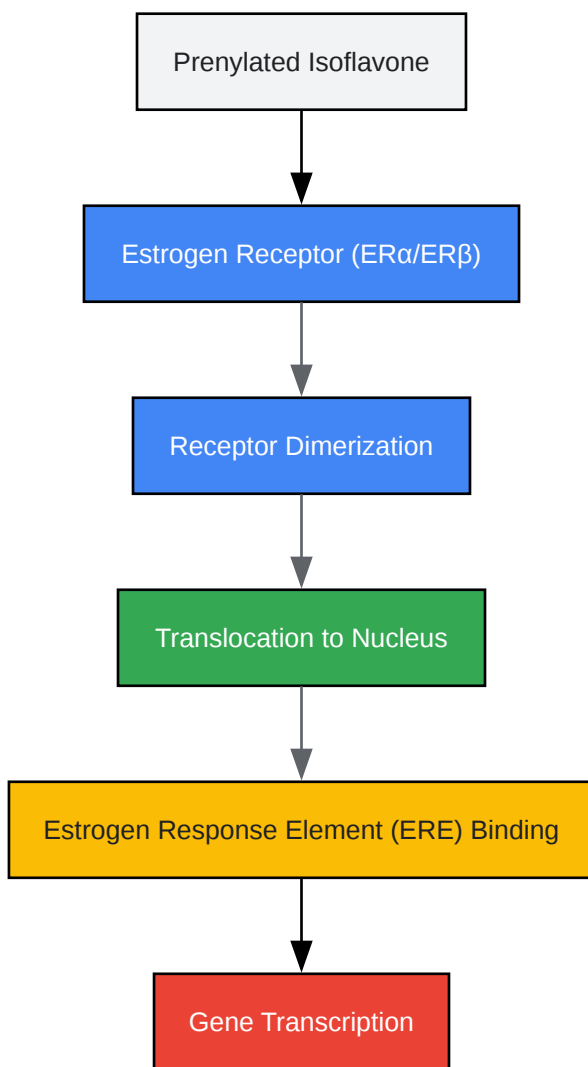 Prenylated Isoflavone
Estrogen Receptor (ERα/ERβ)
Receptor Dimerization
Translocation to Nucleus
Estrogen Response Element (ERE) Binding
Gene Transcription